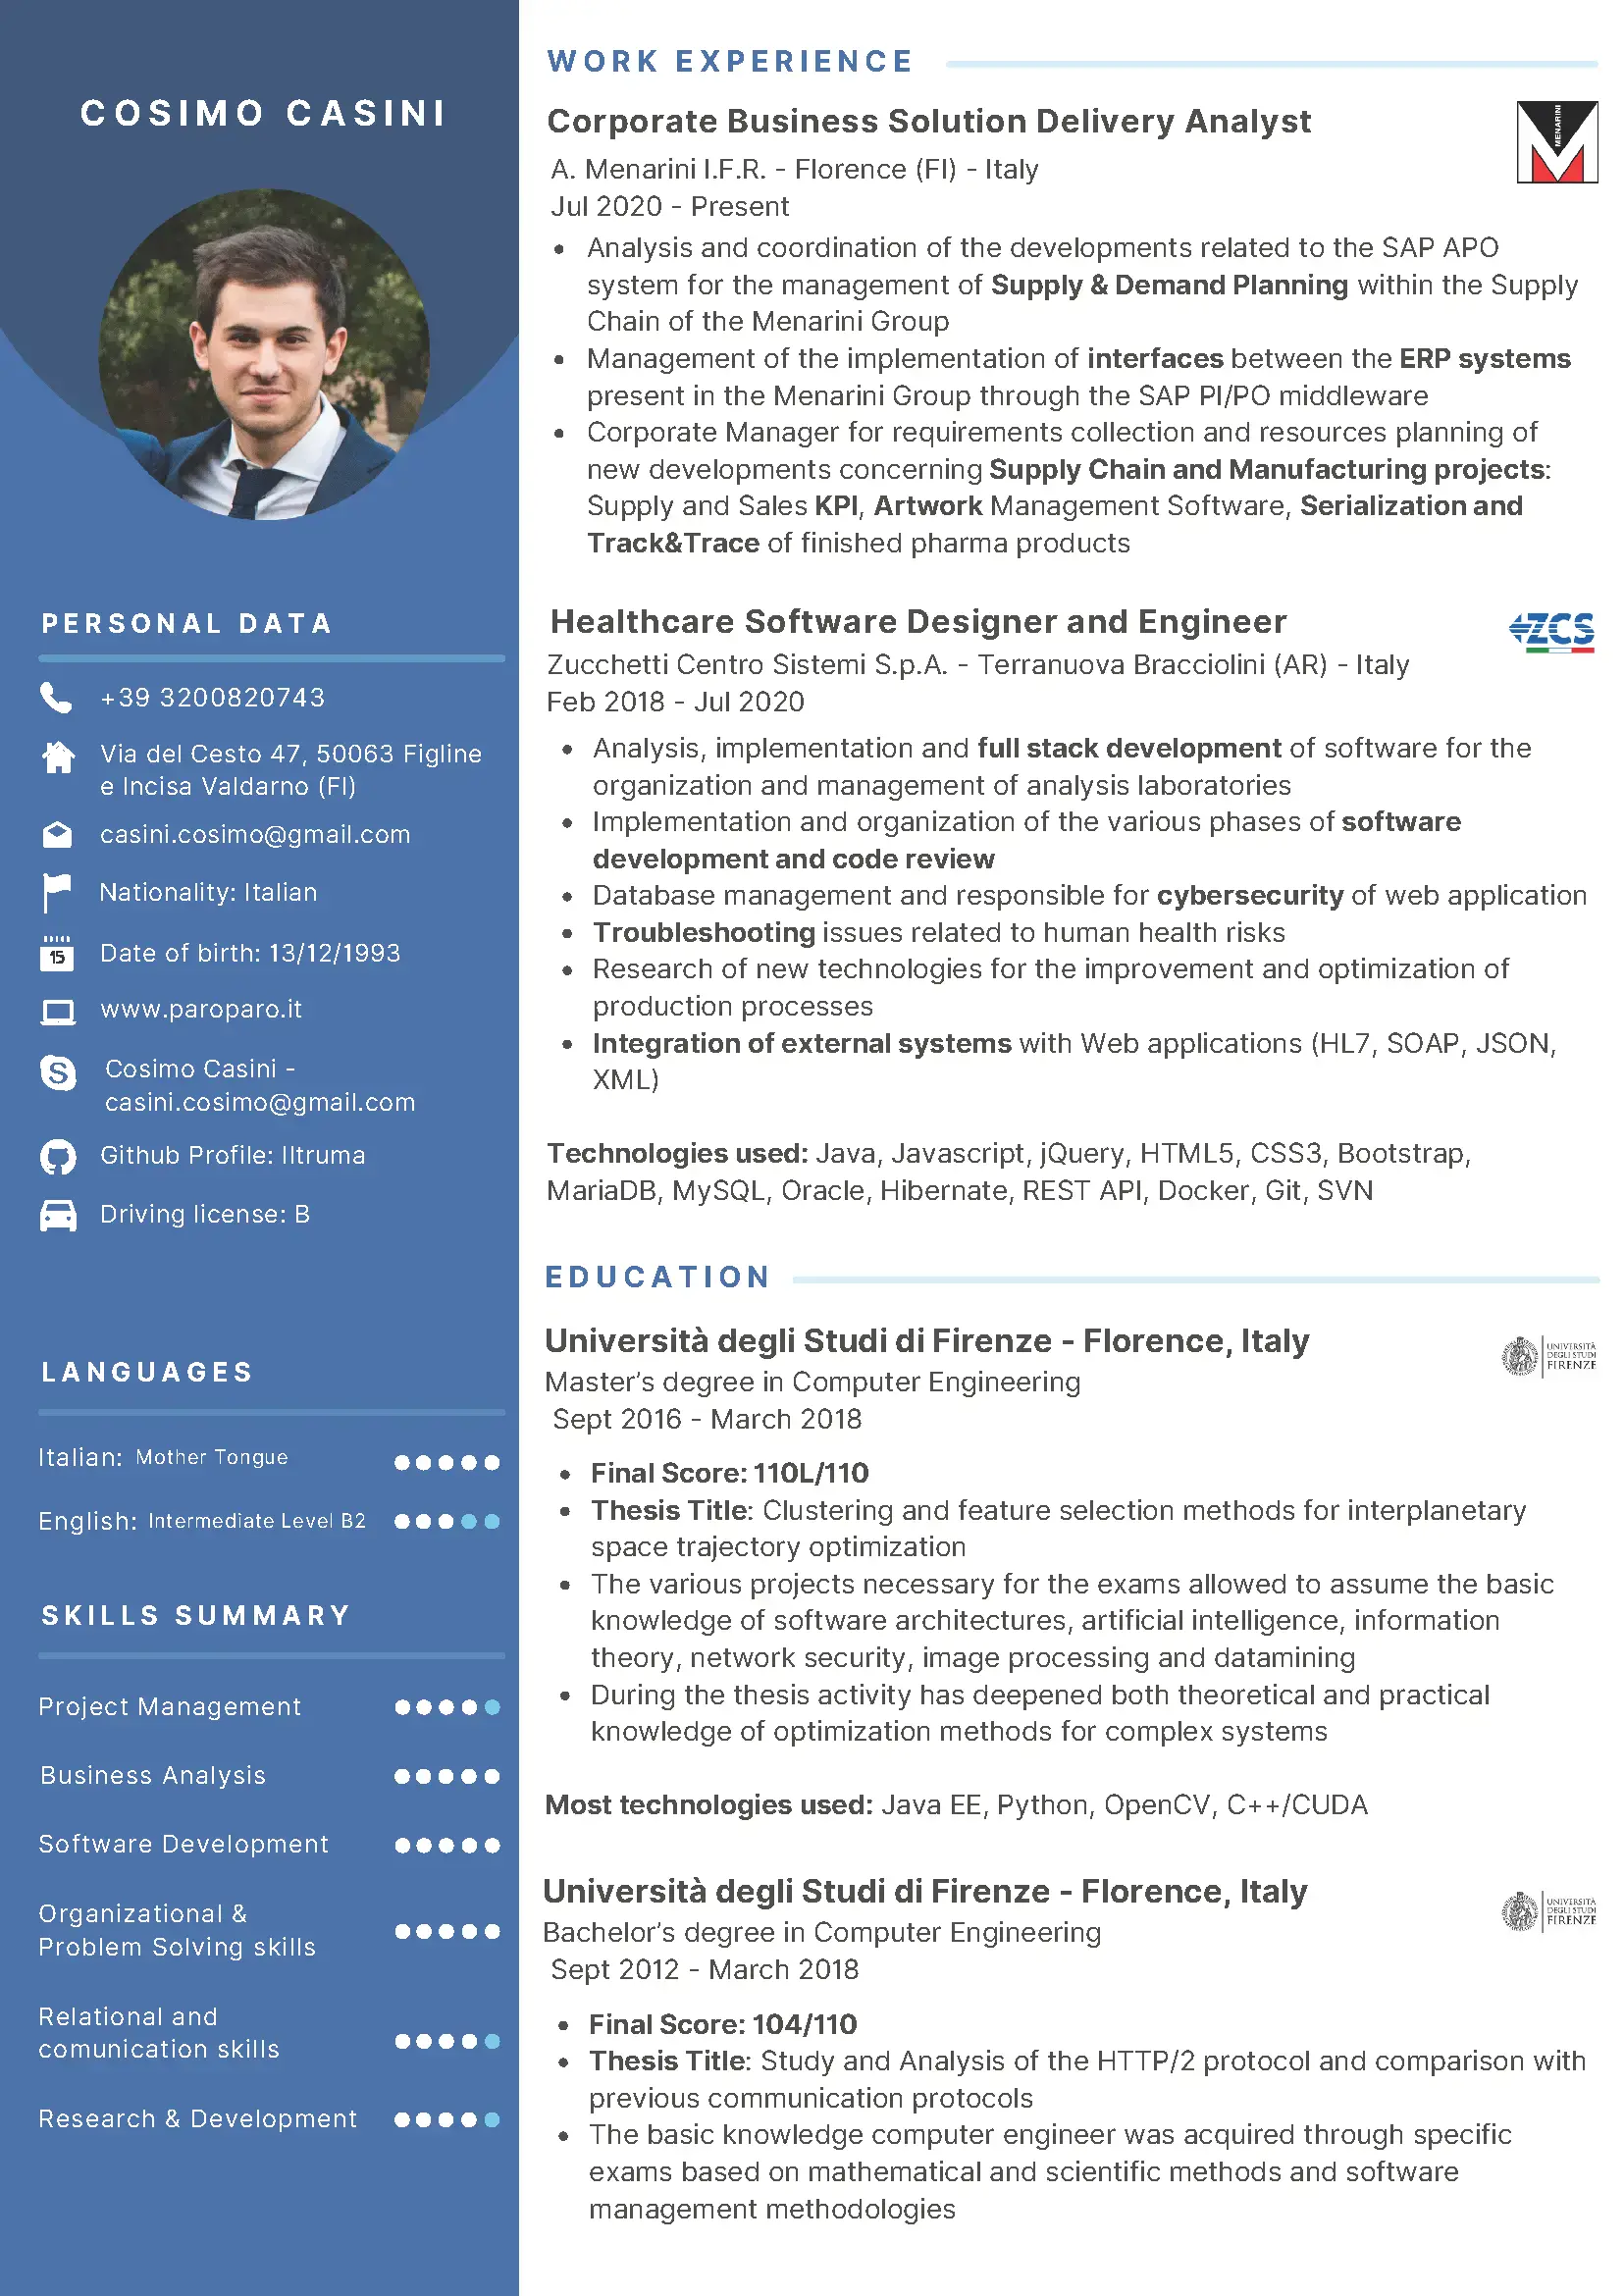 COSIMO CASINI
PERSONAL DATA
+39 3200820743
Via del Cesto 47, 50063 Figline
e Incisa Valdarno (FI)
casini.cosimo@gmail.com
Nationality: Italian
15
Date of birth: 13/12/1993
www.paroparo.it
Cosimo Casini -
casini.cosimo@gmail.com
Github Profile: Iltruma
Driving license: B
LANGUAGES
Italian: Mother Tongue
English: Intermediate Level B2
SKILLS SUMMARY
Project Management
Business Analysis
Software Development
Organizational &
Problem Solving skills
Relational and
comunication skills
Research & Development
WORK EXPERIENCE
Corporate Business Solution Delivery Analyst
MENARINI
A. Menarini I.F.R. - Florence (FI) - Italy
Jul 2020 - Present
• Analysis and coordination of the developments related to the SAP APO
system for the management of Supply & Demand Planning within the Supply
Chain of the Menarini Group
• Management of the implementation of interfaces between the ERP systems
present in the Menarini Group through the SAP PI/PO middleware
• Corporate Manager for requirements collection and resources planning of
new developments concerning Supply Chain and Manufacturing projects:
Supply and Sales KPI, Artwork Management Software, Serialization and
Track&Trace of finished pharma products
Healthcare Software Designer and Engineer
ZCS
Zucchetti Centro Sistemi S.p.A. - Terranuova Bracciolini (AR) - Italy
Feb 2018 - Jul 2020
• Analysis, implementation and full stack development of software for the
organization and management of analysis laboratories
• Implementation and organization of the various phases of software
development and code review
• Database management and responsible for cybersecurity of web application
• Troubleshooting issues related to human health risks
• Research of new technologies for the improvement and optimization of
production processes
• Integration of external systems with Web applications (HL7, SOAP, JSON,
XML)
Technologies used: Java, Javascript, jQuery, HTML5, CSS3, Bootstrap,
MariaDB, MySQL, Oracle, Hibernate, REST API, Docker, Git, SVN
EDUCATION
Università degli Studi di Firenze - Florence, Italy
UNIVERSITÀ
DEGLI STUDI
FIRENZE
Master's degree in Computer Engineering
Sept 2016 - March 2018
• Final Score: 110L/110
• Thesis Title: Clustering and feature selection methods for interplanetary
space trajectory optimization
• The various projects necessary for the exams allowed to assume the basic
knowledge of software architectures, artificial intelligence, information
theory, network security, image processing and datamining
• During the thesis activity has deepened both theoretical and practical
knowledge of optimization methods for complex systems
Most technologies used: Java EE, Python, OpenCV, C++/CUDA
Università degli Studi di Firenze - Florence, Italy
UNIVERSITÀ
DEGLI STUDI
FIRENZE
Bachelor's degree in Computer Engineering
Sept 2012 - March 2018
• Final Score: 104/110
• Thesis Title: Study and Analysis of the HTTP/2 protocol and comparison with
previous communication protocols
• The basic knowledge computer engineer was acquired through specific
exams based on mathematical and scientific methods and software
management methodologies